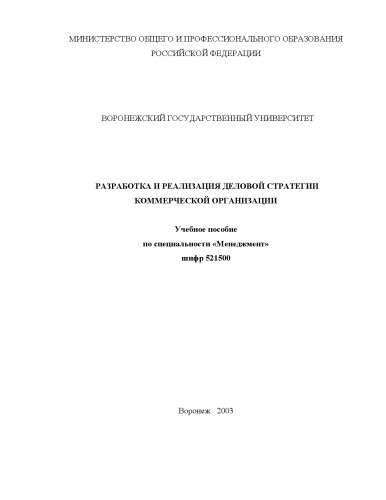 МИНИСТЕРСТВО ОБЩЕГО И ПРОФЕССИОНАЛЬНОГО ОБРАЗОВАНИЯ
РОССИЙСКОЙ ФЕДЕРАЦИИ
ВОРОНЕЖСКИЙ ГОСУДАРСТВЕННЫЙ УНИВЕРСИТЕТ
РАЗРАБОТКА И РЕАЛИЗАЦИЯ ДЕЛОВОЙ СТРАТЕГИИ
КОММЕРЧЕСКОЙ ОРГАНИЗАЦИИ
Учебное пособие
по специальности «Менеджмент»
шифр 521500
Воронеж 2003